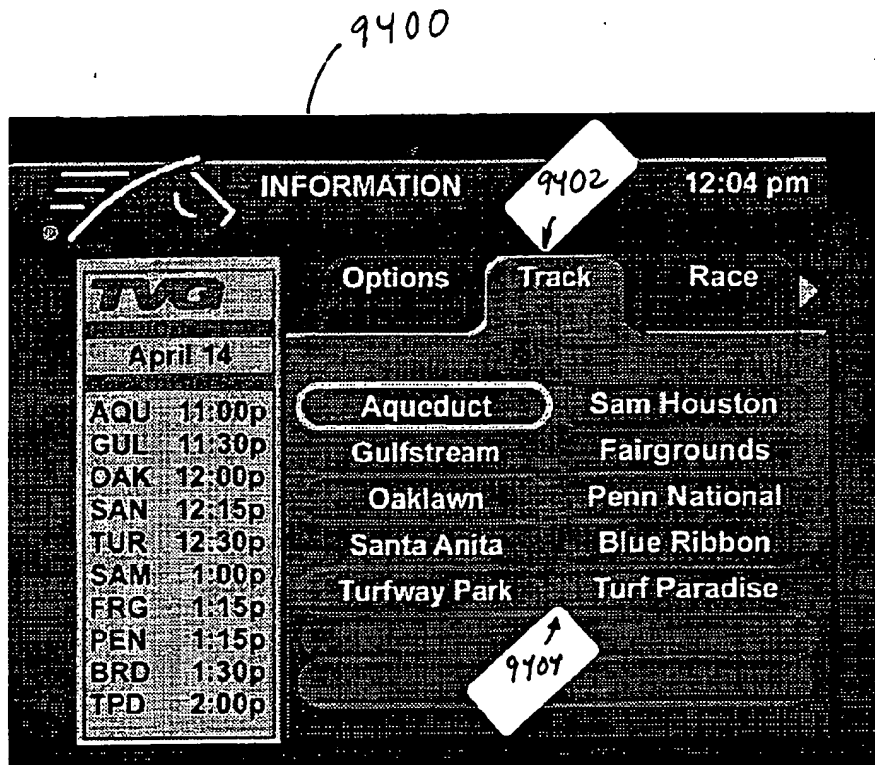 9400
INFORMATION
9402
12:04 pm
®
TVG
April 14
AQU 11:00p
GUL 11:30p
OAK 12:00p
SAN 12:15p
TUR 12:30p
SAM 1:00p
FRG 1:15p
PEN 1:15p
BRD 1:30p
TPD 2:00p
Options Track Race
Aqueduct Sam Houston
Gulfstream Fairgrounds
Oaklawn Penn National
Santa Anita Blue Ribbon
Turfway Park Turf Paradise
9404